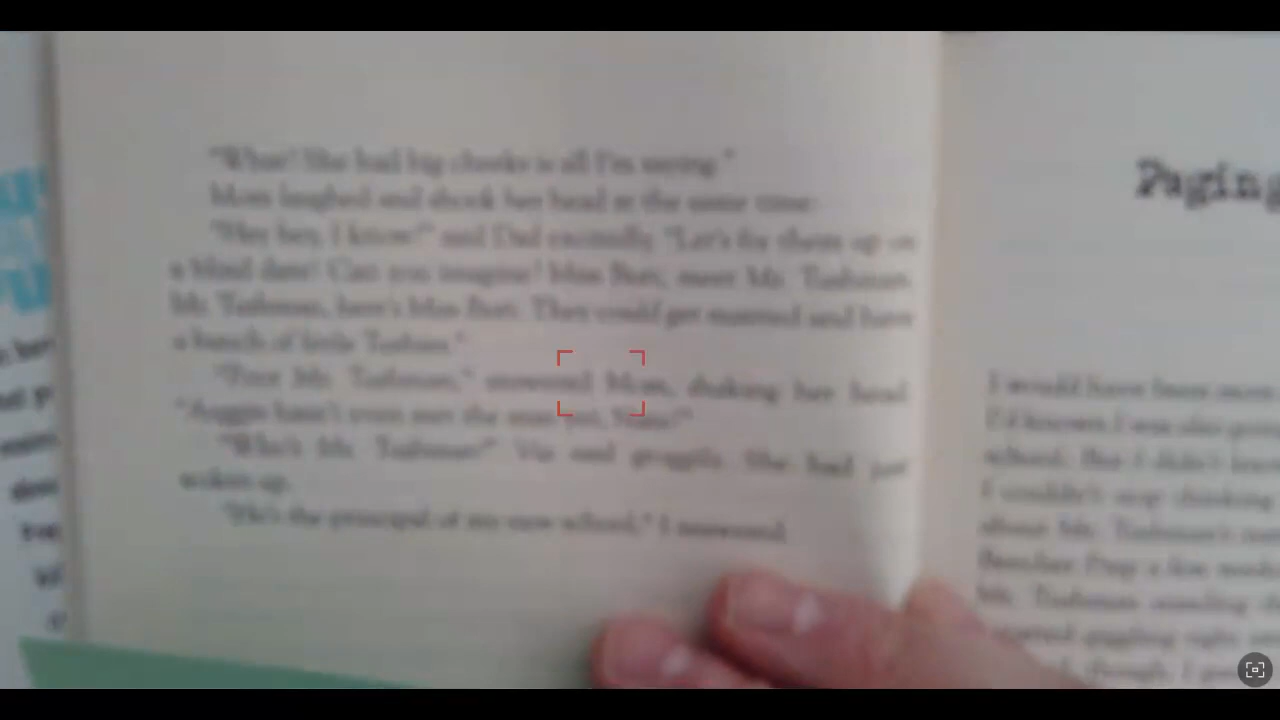 "What? She had big cheeks is all I'm saying."
Mom laughed and shook her head at the same time.
"Hey hey, I know!" said Dad excitedly. "Let's fix them up on
a blind date! Can you imagine? Miss Butt, meet Mr. Tushman.
Mr. Tushman, here's Miss Butt. They could get married and have
a bunch of little Tushies."
"Poor Mr. Tushman," answered Mom, shaking her head.
"Auggie hasn't even met the man yet, Nate!"
"Who's Mr. Tushman?" Via said groggily. She had just
woken up.
"He's the principal of my new school," I answered.
Paging
I would have been more
I'd known I was also going
school. But I didn't
I couldn't stop thinking
about Mr. Tushman's
Beecher Prep a few
Mr. Tushman standing
giggling right
though, I